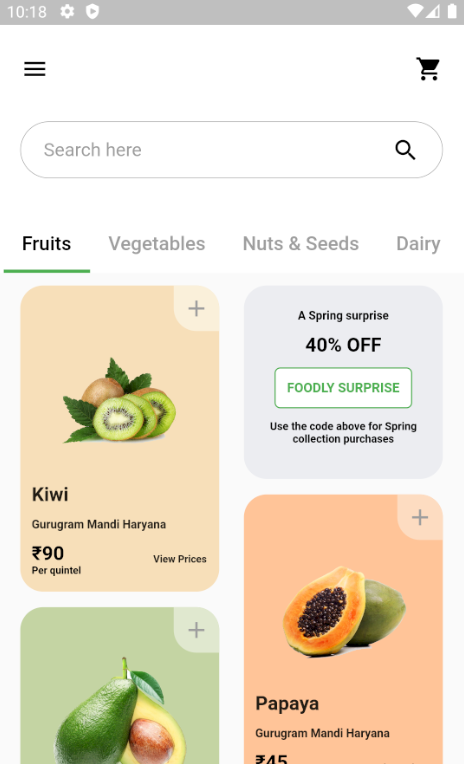 10:18
Search here
Fruits Vegetables Nuts & Seeds Dairy
A Spring surprise
40% OFF
FOODLY SURPRISE
Use the code above for Spring
collection purchases
Kiwi
Gurugram Mandi Haryana
₹90
Per quintel
View Prices
Papaya
Gurugram Mandi Haryana
₹45